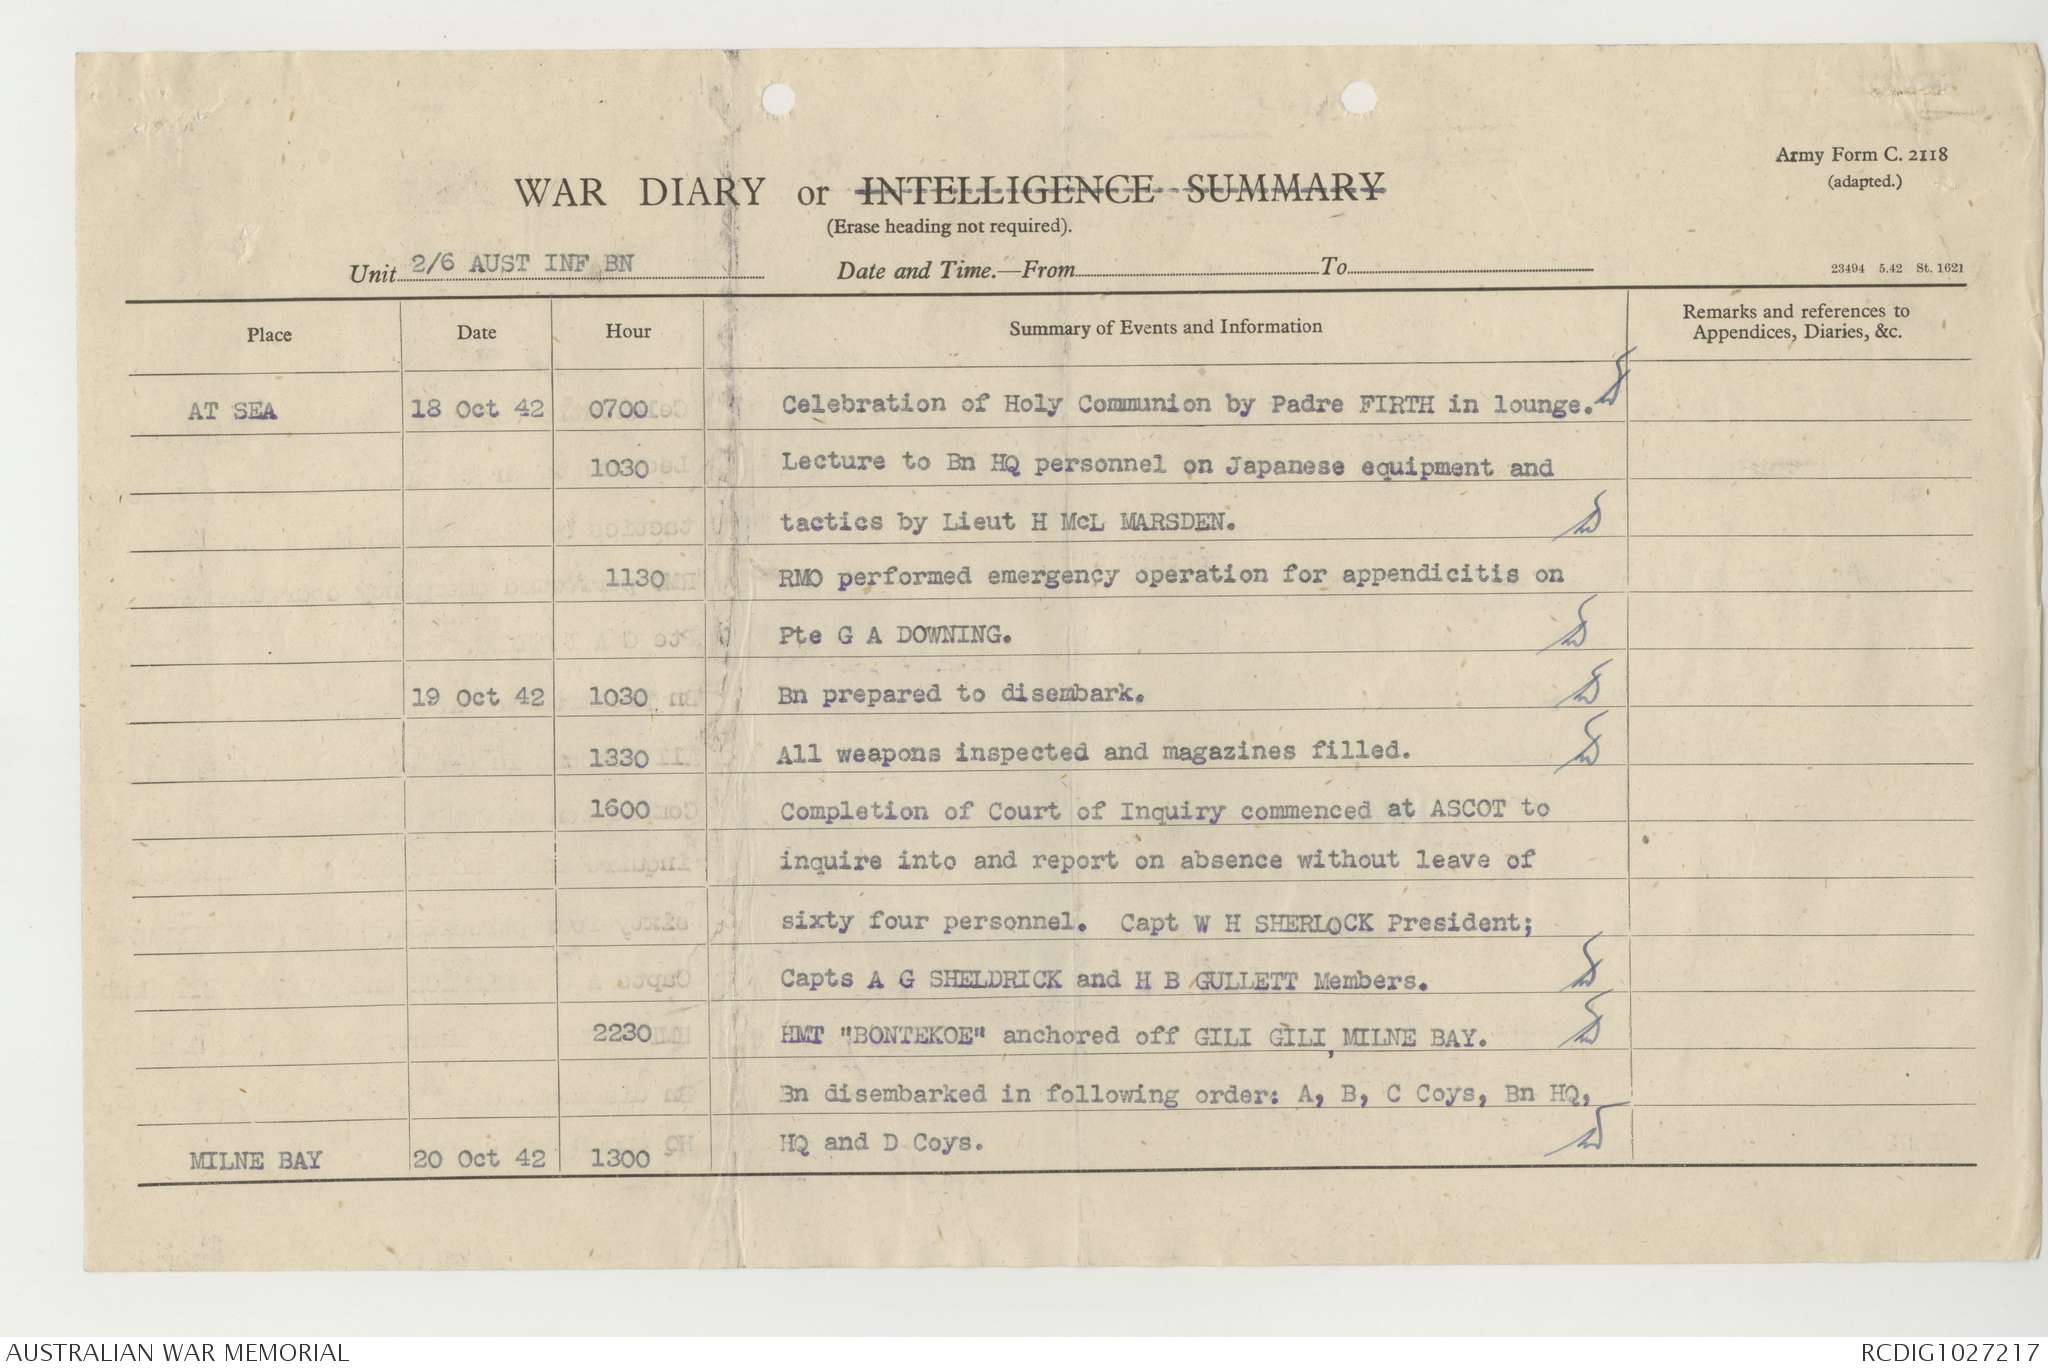 Army Form C. 2118
(adapted.)
WAR DIARY or INTELLIGENCE SUMMARY
(Erase heading not required).
Unit 2/6 AUST INF BN Date and Time.—From To
23494 5.42 St. 1621
Place Date Hour Summary of Events and Information Remarks and references to
Appendices, Diaries, &c.
AT SEA 18 Oct 42 0700 Celebration of Holy Communion by Padre FIRTH in lounge.
1030 Lecture to Bn HQ personnel on Japanese equipment and
tactics by Lieut H McL MARSDEN.
1130 RMO performed emergency operation for appendicitis on
Pte G A DOWNING.
19 Oct 42 1030 Bn prepared to disembark.
1330 All weapons inspected and magazines filled.
1600 Completion of Court of Inquiry commenced at ASCOT to
inquire into and report on absence without leave of
sixty four personnel. Capt W H SHERLOCK President;
Capts A G SHELDRICK and H B GULLETT Members.
2230 HMT "BONTEKOE" anchored off GILI GILI, MILNE BAY.
Bn disembarked in following order: A, B, C Coys, Bn HQ,
MILNE BAY 20 Oct 42 1300 HQ and D Coys.
AUSTRALIAN WAR MEMORIAL RCDIG1027217